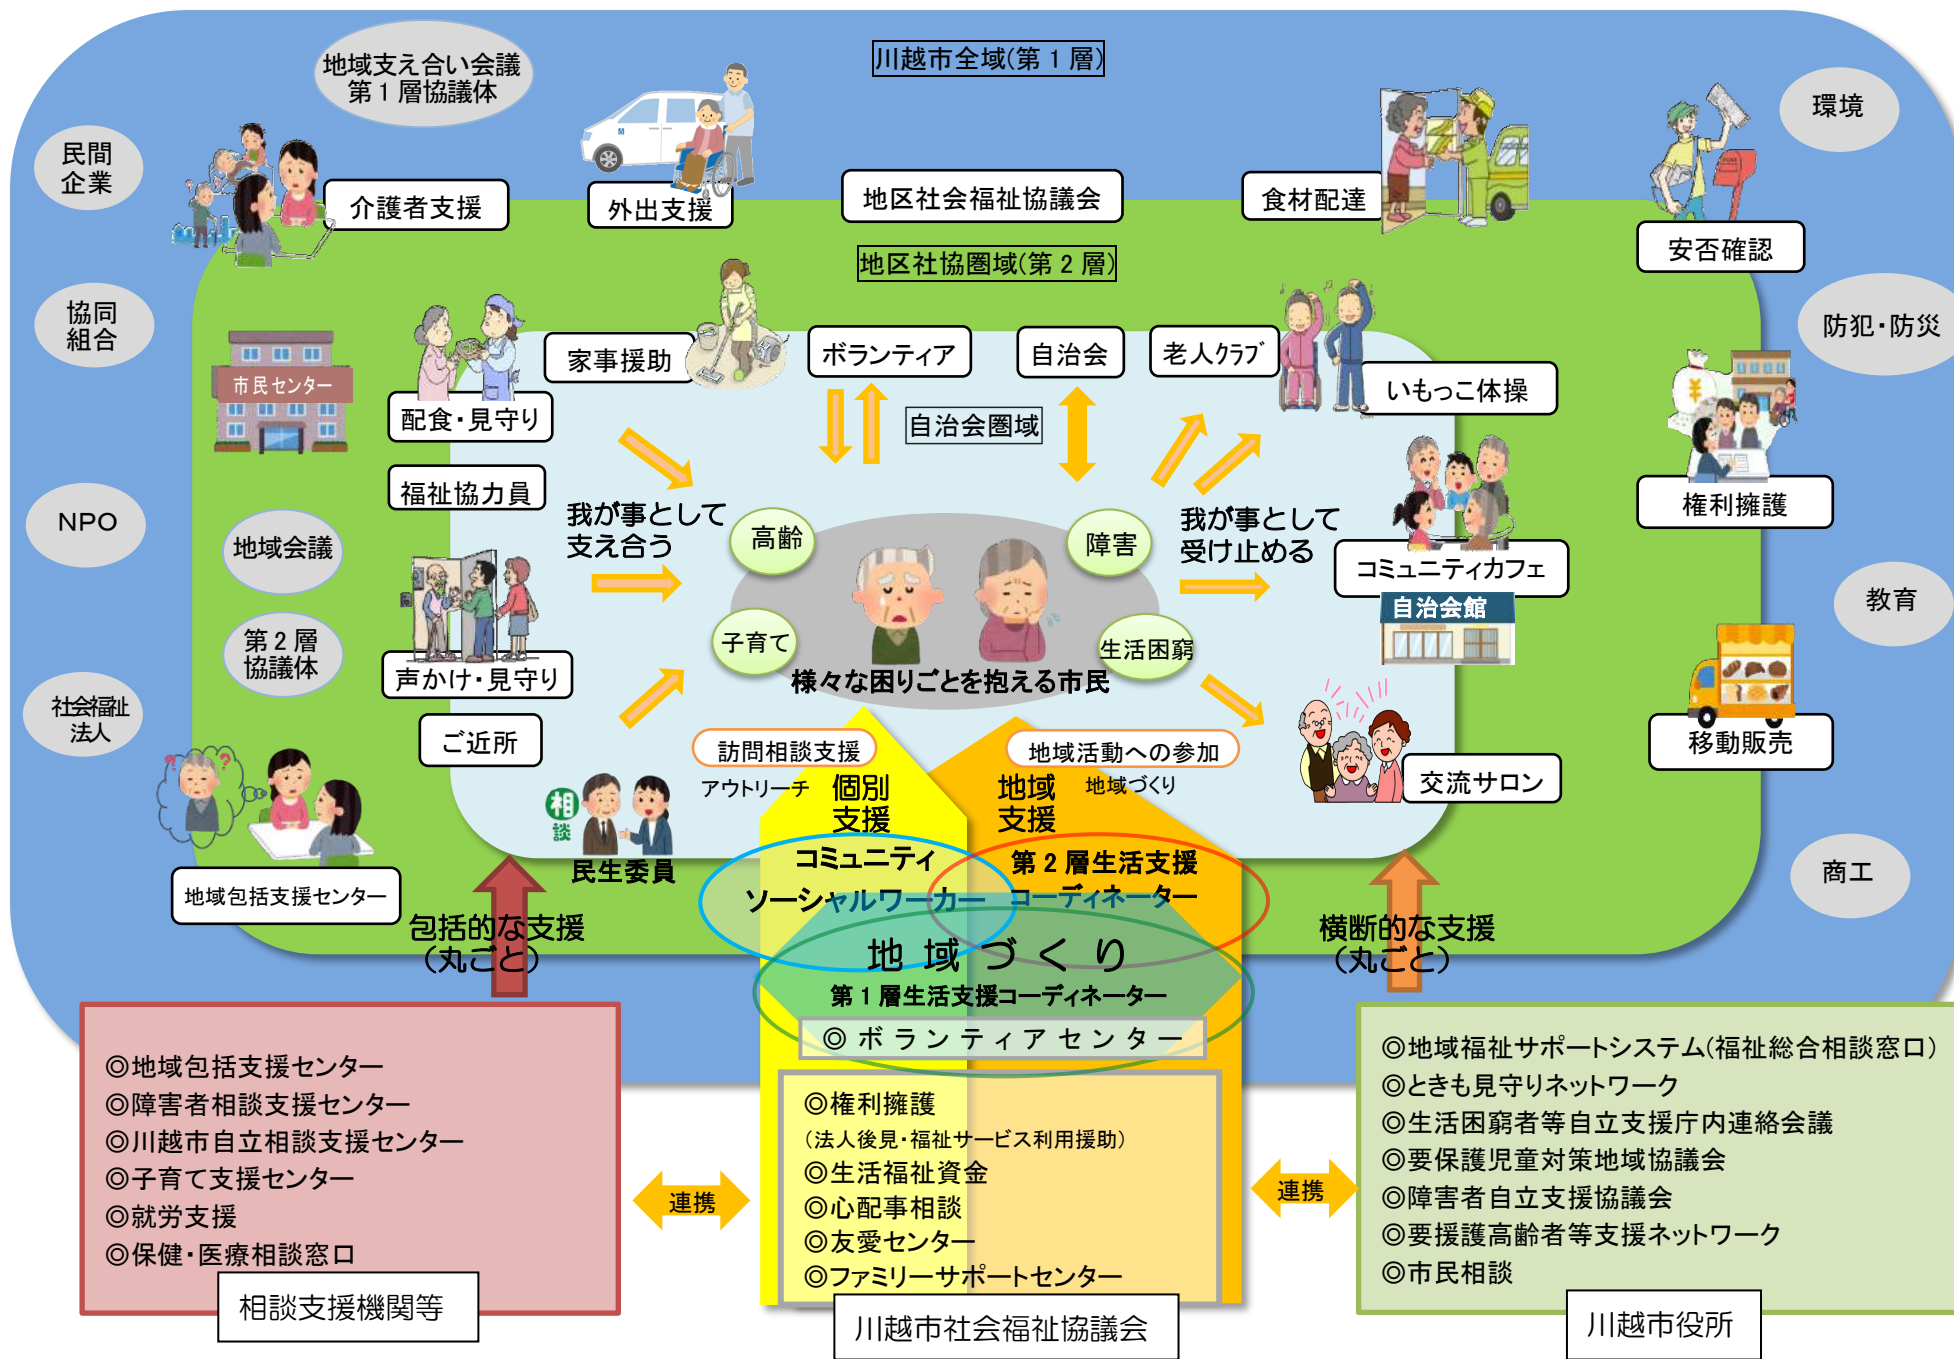 川越市全域(第1層)
地域支え合い会議
第1層協議体
環境
民間
企業
介護者支援
外出支援
地区社会福祉協議会
食材配達
安否確認
地区社協圏域(第2層)
協同
組合
防犯・防災
市民センター
家事援助
ボランティア
自治会
老人クラブ
いもっこ体操
配食・見守り
自治会圏域
¥
福祉協力員
権利擁護
NPO
地域会議
我が事として
支え合う
高齢
障害
我が事として
受け止める
コミュニティカフェ
自治会館
教育
第2層
協議体
子育て
生活困窮
様々な困りごとを抱える市民
声かけ・見守り
社会福祉
法人
ご近所
訪問相談支援
アウトリーチ
個別
支援
地域活動への参加
地域づくり
地域
支援
交流サロン
移動販売
相
談
民生委員
地域包括支援センター
コミュニティ
ソーシャルワーカー
第2層生活支援
コーディネーター
商工
包括的な支援
(丸ごと)
横断的な支援
(丸ごと)
地域づくり
第1層生活支援コーディネーター
◎ボランティアセンター
◎地域包括支援センター
◎障害者相談支援センター
◎川越市自立相談支援センター
◎子育て支援センター
◎就労支援
◎保健・医療相談窓口
相談支援機関等
連携
◎権利擁護
(法人後見・福祉サービス利用援助)
◎生活福祉資金
◎心配事相談
◎友愛センター
◎ファミリーサポートセンター
川越市社会福祉協議会
連携
◎地域福祉サポートシステム(福祉総合相談窓口)
◎ときも見守りネットワーク
◎生活困窮者等自立支援庁内連絡会議
◎要保護児童対策地域協議会
◎障害者自立支援協議会
◎要援護高齢者等支援ネットワーク
◎市民相談
川越市役所